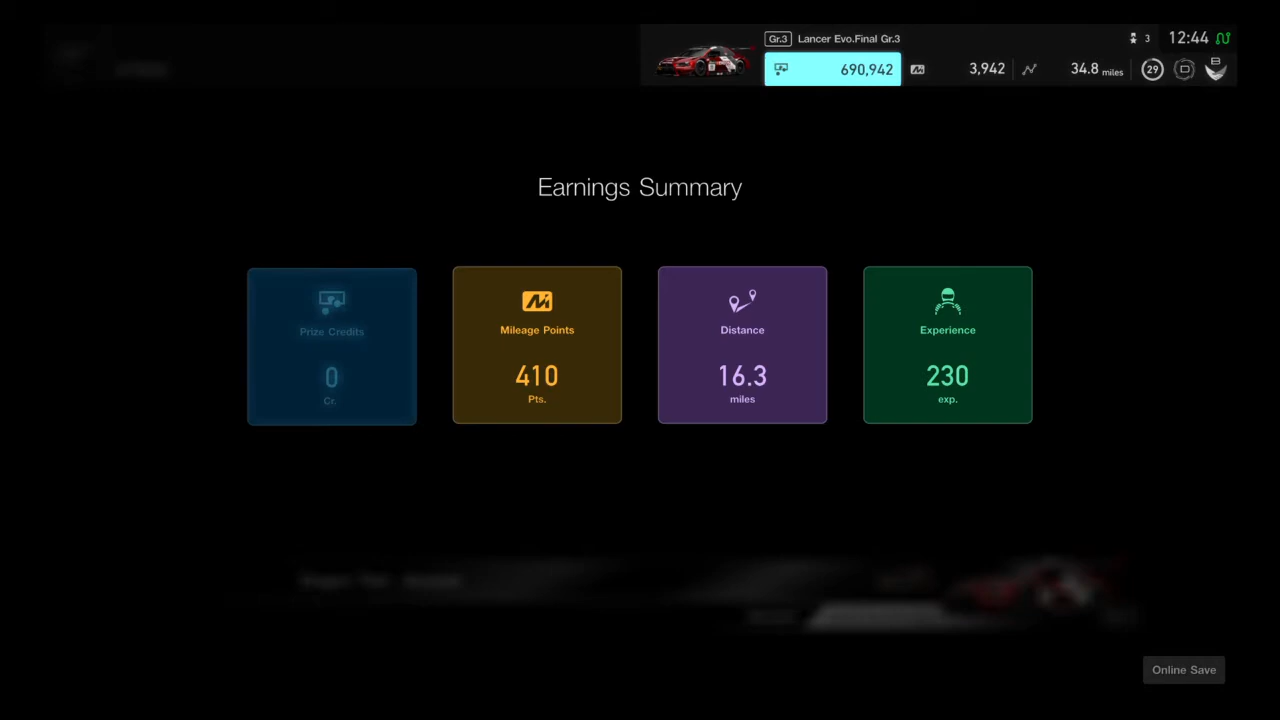 Gr.3 Lancer Evo.Final Gr.3
3
12:44
690,942
3,942
34.8 miles
29
D
B
Earnings Summary
Prize Credits
0
Cr.
Mileage Points
410
Pts.
Distance
16.3
miles
Experience
230
exp.
Online Save